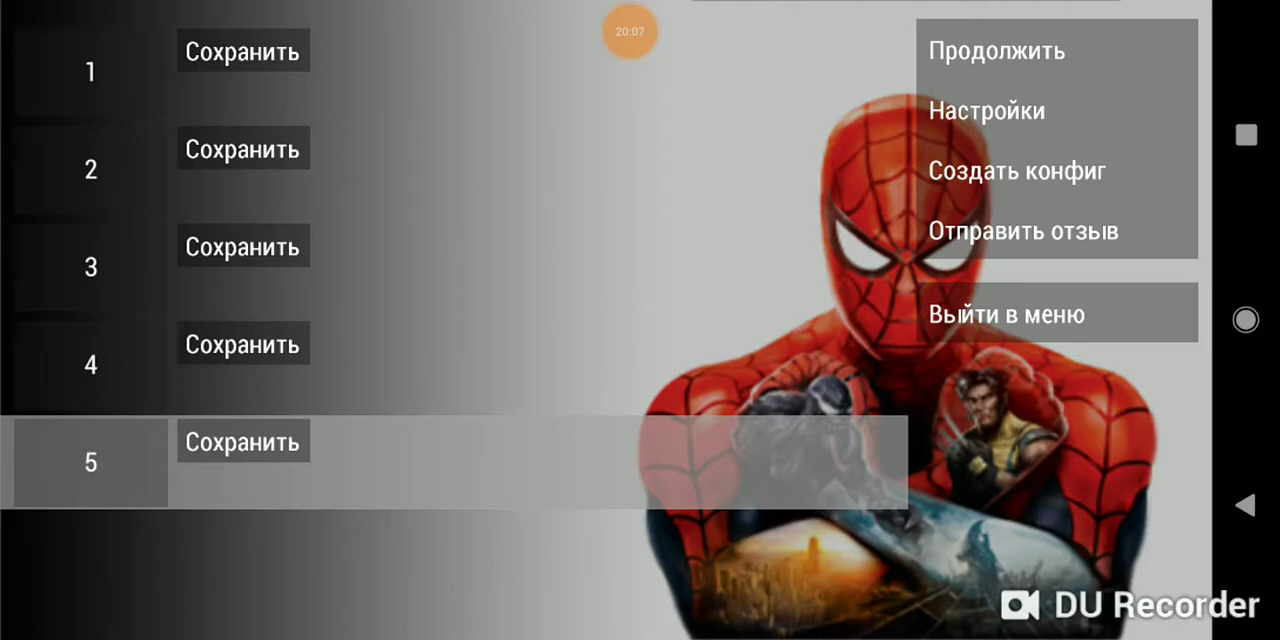 20:07
1
Сохранить
2
Сохранить
3
Сохранить
4
Сохранить
5
Сохранить
Продолжить
Настройки
Создать конфиг
Отправить отзыв
Выйти в меню
DU Recorder